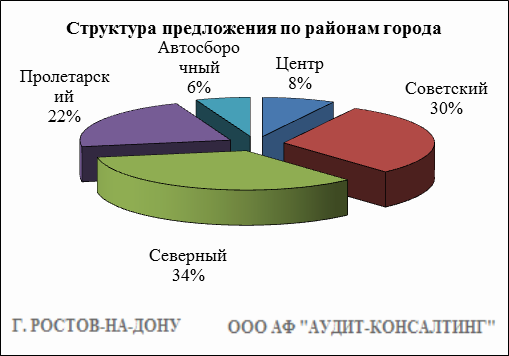 Структура предложения по районам города
Автосборо
чный
6%
Центр
8%
Пролетарск
ий
22%
Советский
30%
Северный
34%
Г. РОСТОВ-НА-ДОНУ
ООО АФ "АУДИТ-КОНСАЛТИНГ"